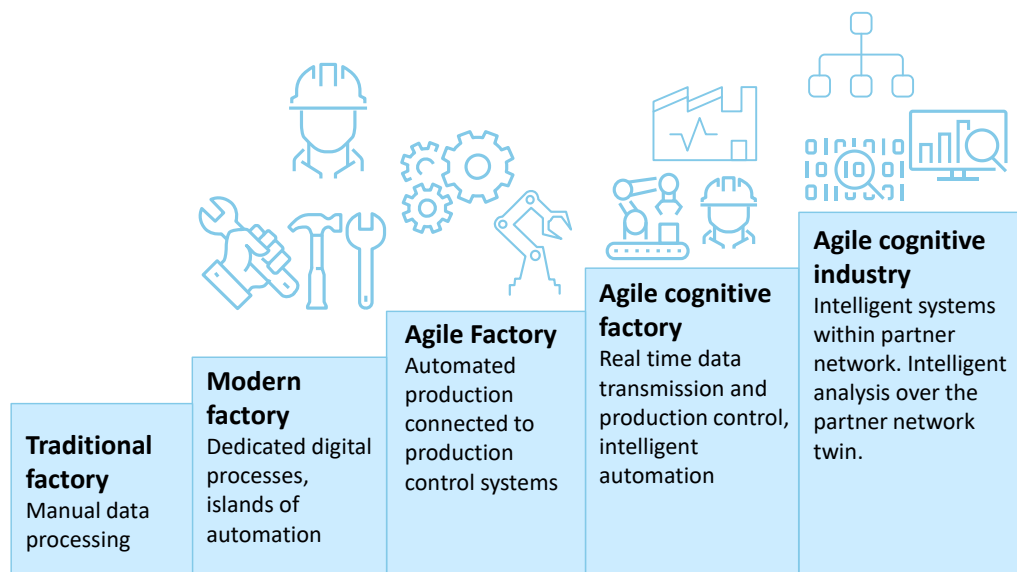 Traditional
factory
Manual data
processing
Modern
factory
Dedicated digital
processes,
islands of
automation
Agile Factory
Automated
production
connected to
production
control systems
Agile cognitive
factory
Real time data
transmission and
production control,
intelligent
automation
Agile cognitive
industry
Intelligent systems
within partner
network. Intelligent
analysis over the
partner network
twin.